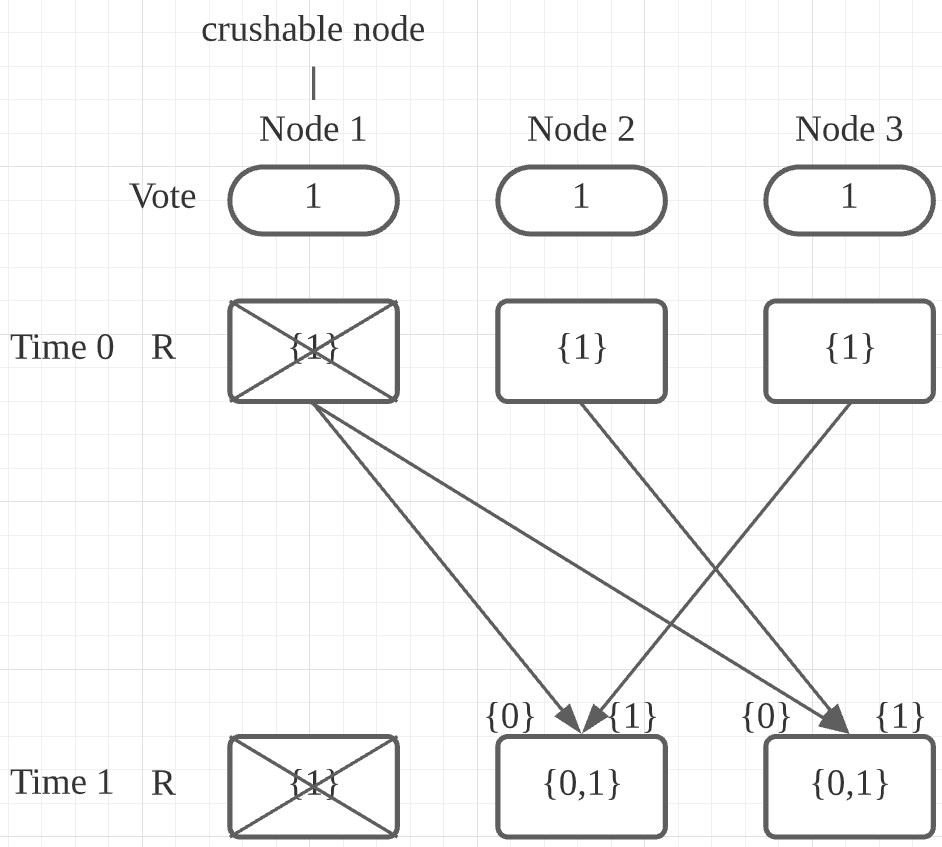 crushable node
Node 1 Node 2 Node 3
Vote 1 1 1
Time 0 R {1} {1} {1}
{0} {1} {0} {1}
Time 1 R {1} {0,1} {0,1}